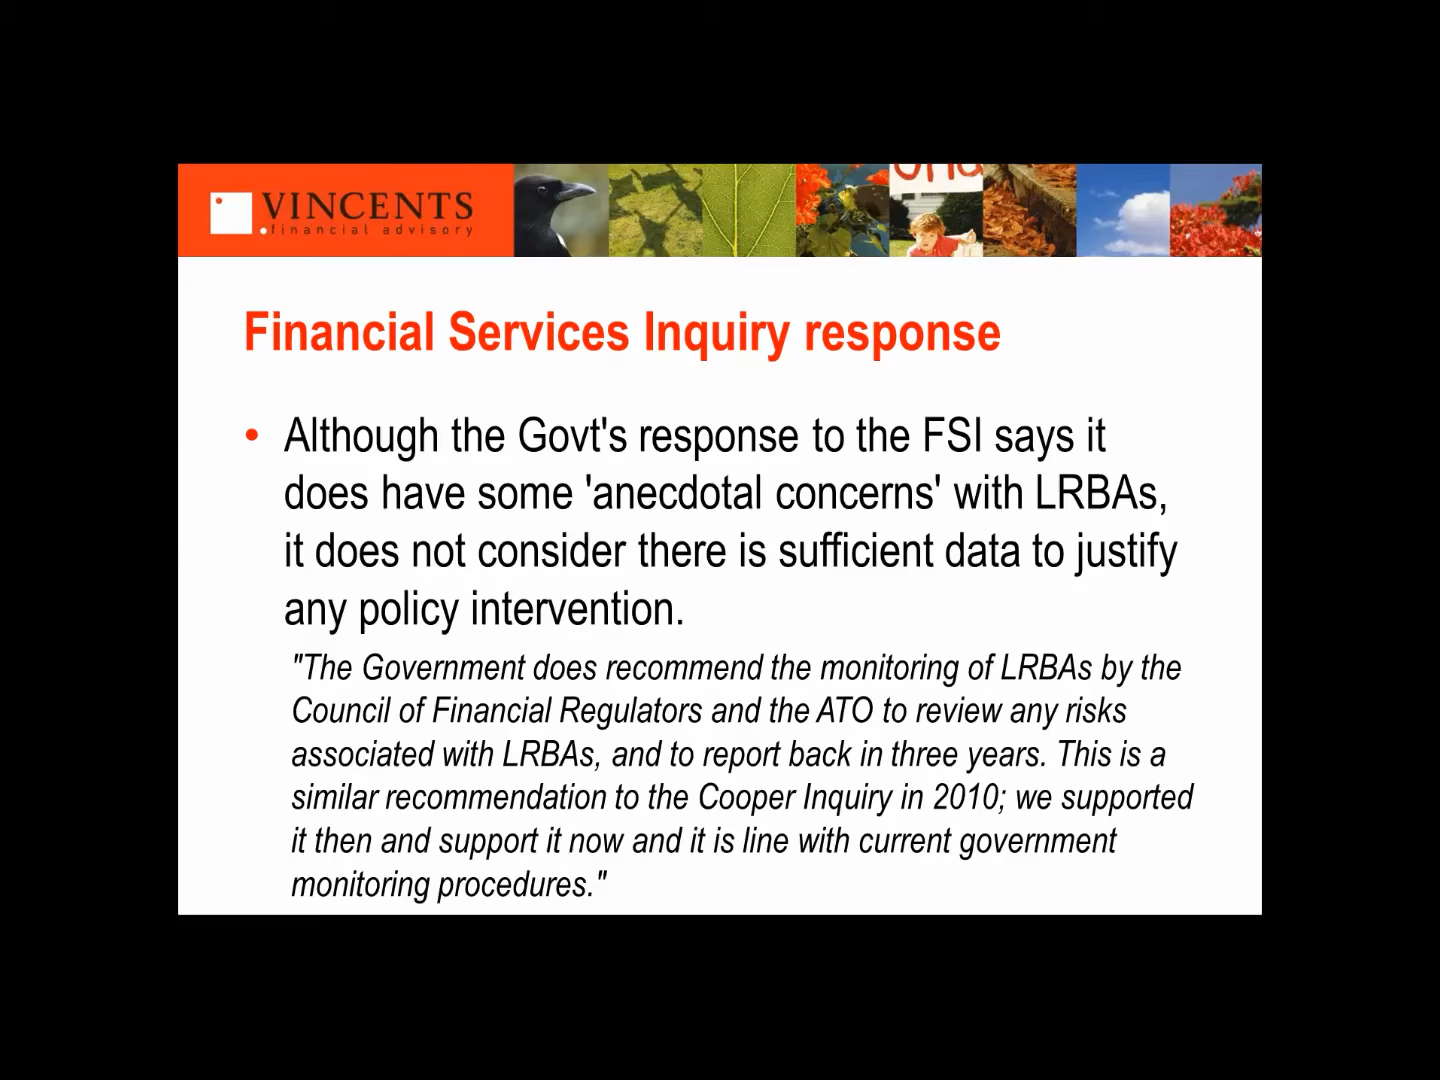 VINCENTS
financial advisory
Financial Services Inquiry response
• Although the Govt's response to the FSI says it
does have some 'anecdotal concerns' with LRBAs,
it does not consider there is sufficient data to justify
any policy intervention.
"The Government does recommend the monitoring of LRBAs by the
Council of Financial Regulators and the ATO to review any risks
associated with LRBAs, and to report back in three years. This is a
similar recommendation to the Cooper Inquiry in 2010; we supported
it then and support it now and it is line with current government
monitoring procedures."